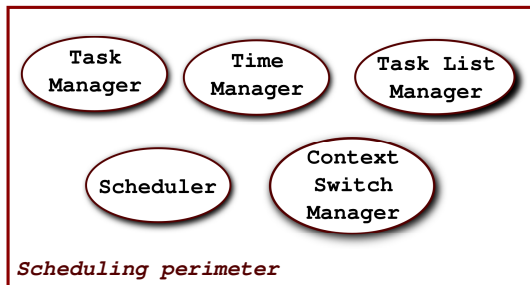 Task
Manager
Time
Manager
Task List
Manager
Scheduler
Context
Switch
Manager
Scheduling perimeter